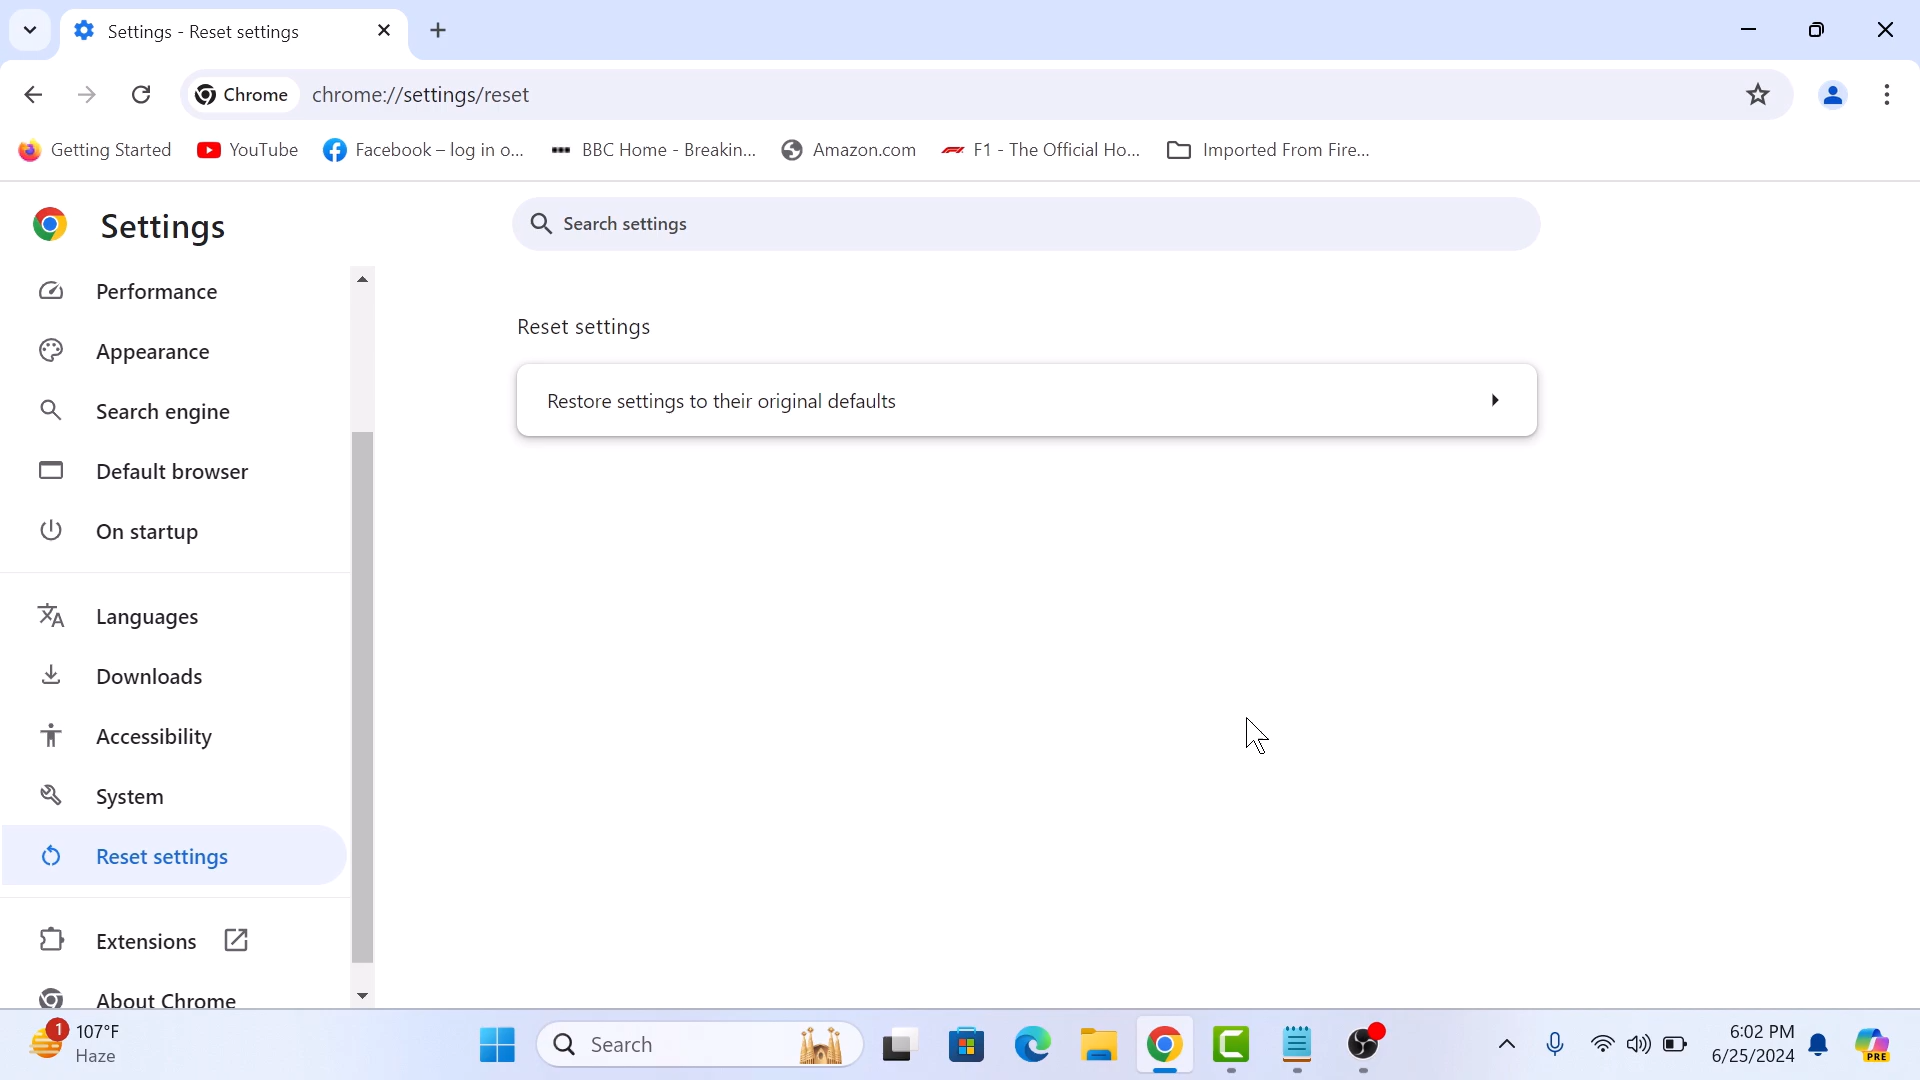 Settings - Reset settings
Chrome
chrome://settings/reset
Getting Started
YouTube
Facebook – log in o...
BBC Home - Breakin...
Amazon.com
F1 - The Official Ho...
Imported From Fire...
Settings
Search settings
Performance
Appearance
Search engine
Default browser
On startup
Languages
Downloads
Accessibility
System
Reset settings
Extensions
About Chrome
Reset settings
Restore settings to their original defaults
1
107°F
Haze
Search
6:02 PM
6/25/2024
PRE